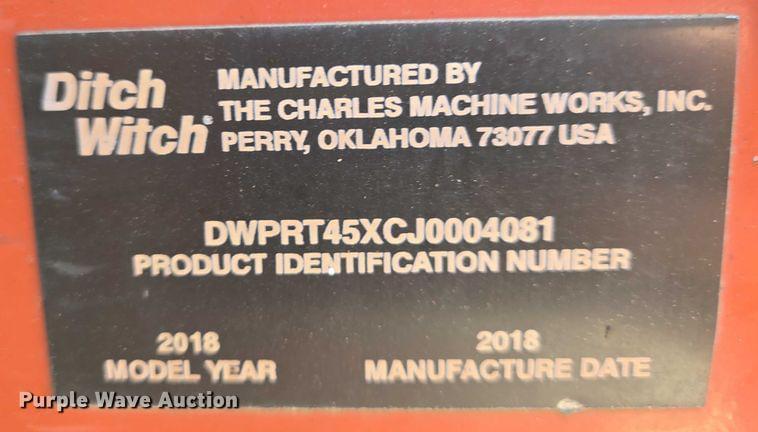 Ditch
Witch®
MANUFACTURED BY
THE CHARLES MACHINE WORKS, INC.
PERRY, OKLAHOMA 73077 USA
DWPRT45XCJ0004081
PRODUCT IDENTIFICATION NUMBER
2018
MODEL YEAR
2018
MANUFACTURE DATE
Purple Wave Auction